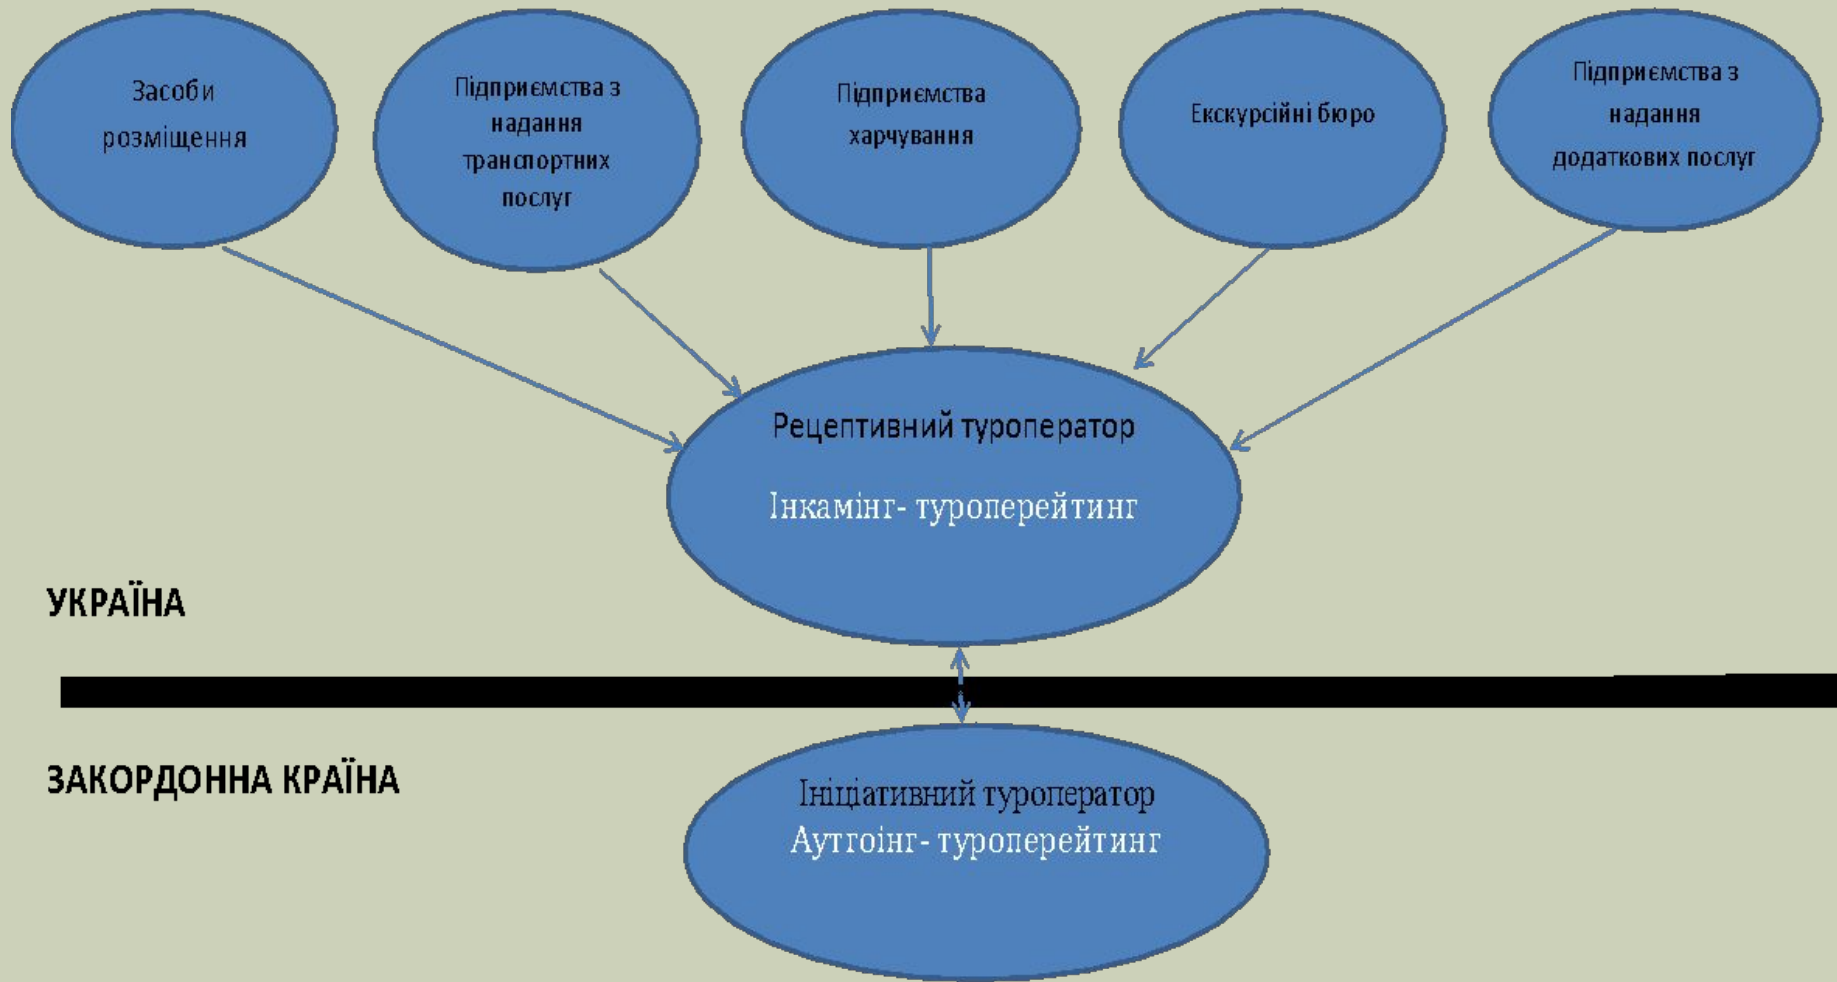 Засоби
розміщення
Підприємства з
надання
транспортних
послуг
Підприємства
харчування
Екскурсійні бюро
Підприємства з
надання
додаткових послуг
Рецептивний туроператор
Інкамінг- туроперейтинг
УКРАЇНА
ЗАКОРДОННА КРАЇНА
Ініціативний туроператор
Аутгоінг- туроперейтинг